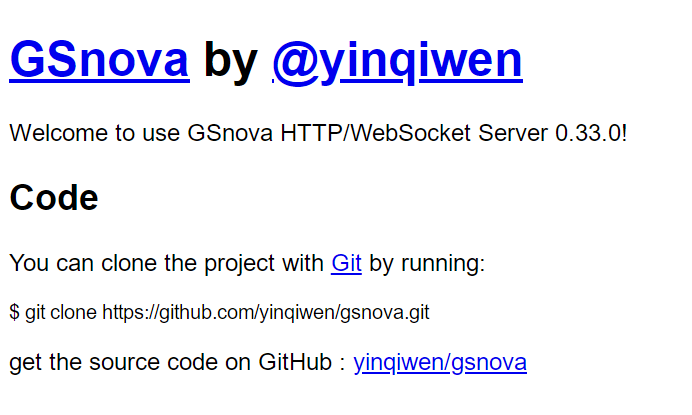 GSnova by @yinqiwen
Welcome to use GSnova HTTP/WebSocket Server 0.33.0!
Code
You can clone the project with Git by running:
$ git clone https://github.com/yinqiwen/gsnova.git
get the source code on GitHub : yinqiwen/gsnova